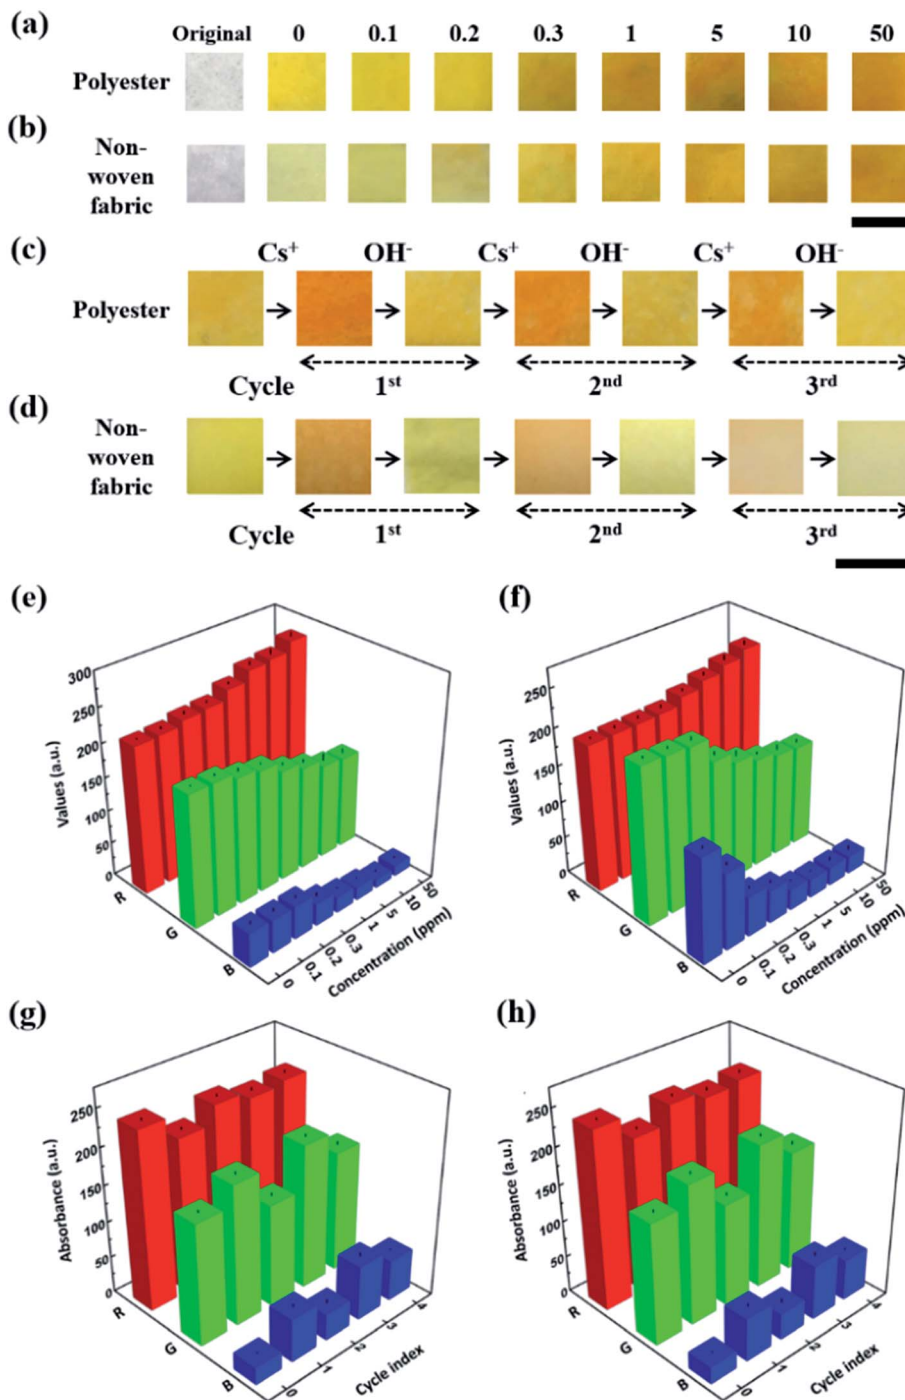 (a)
Original 0 0.1 0.2 0.3 1 5 10 50
Polyester
(b)
Non-
woven
fabric
(c)
Cs⁺ OH⁻ Cs⁺ OH⁻ Cs⁺ OH⁻
Polyester
Cycle 1st 2nd 3rd
(d)
Non-
woven
fabric
Cycle 1st 2nd 3rd
(e)
Values (a.u.)
300
250
200
150
100
50
0
R
G
B
0 0.1 0.2 0.3 1 5 10 50
Concentration (ppm)
(f)
Values (a.u.)
250
200
150
100
50
0
R
G
B
0 0.1 0.2 0.3 1 5 10 50
Concentration (ppm)
(g)
Absorbance (a.u.)
250
200
150
100
50
0
R
G
B
0 1 2 3 4
Cycle index
(h)
Absorbance (a.u.)
250
200
150
100
50
0
R
G
B
0 1 2 3 4
Cycle index